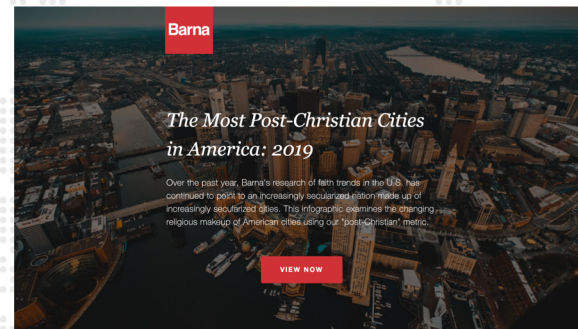 Barna
The Most Post-Christian Cities
in America: 2019
Over the past year, Barna's research of faith trends in the U.S. has
continued to point to an increasingly secularized nation made up of
increasingly secularized cities. This infographic examines the changing
religious makeup of American cities using our "post-Christian" metric.
VIEW NOW